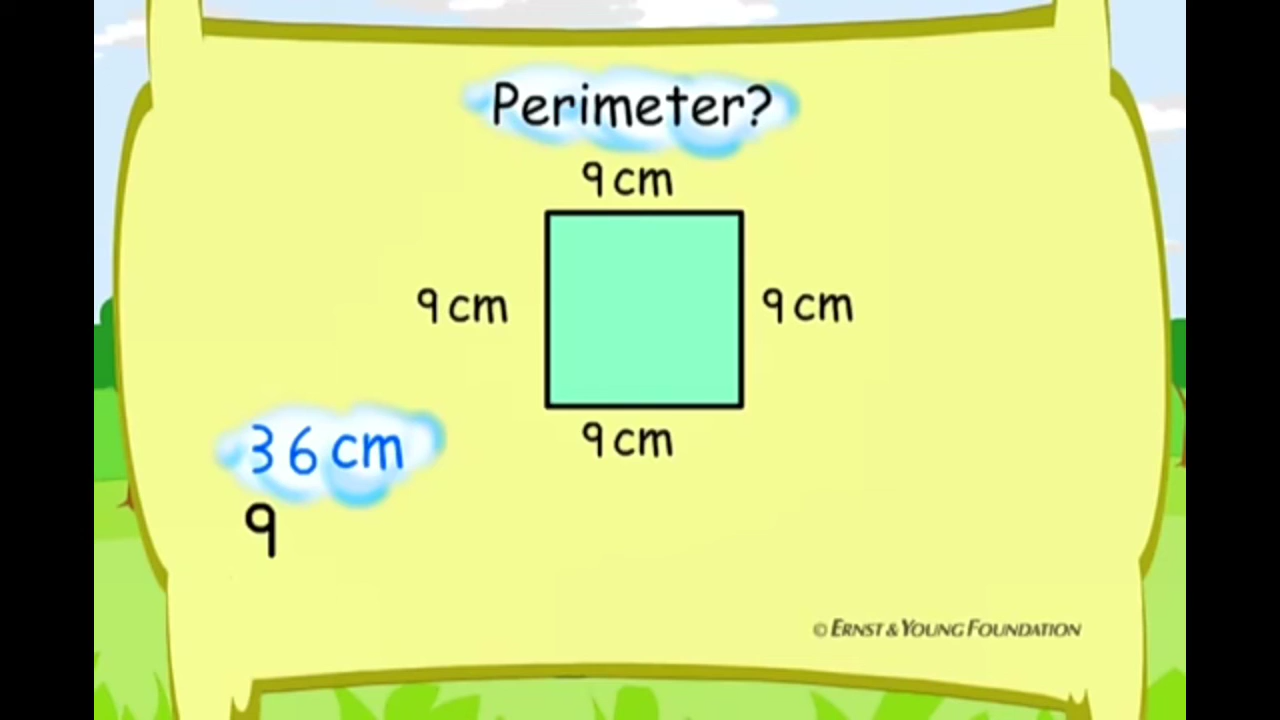 Perimeter?
9 cm
9 cm 9 cm
9 cm
36 cm
9
© ERNST & YOUNG FOUNDATION